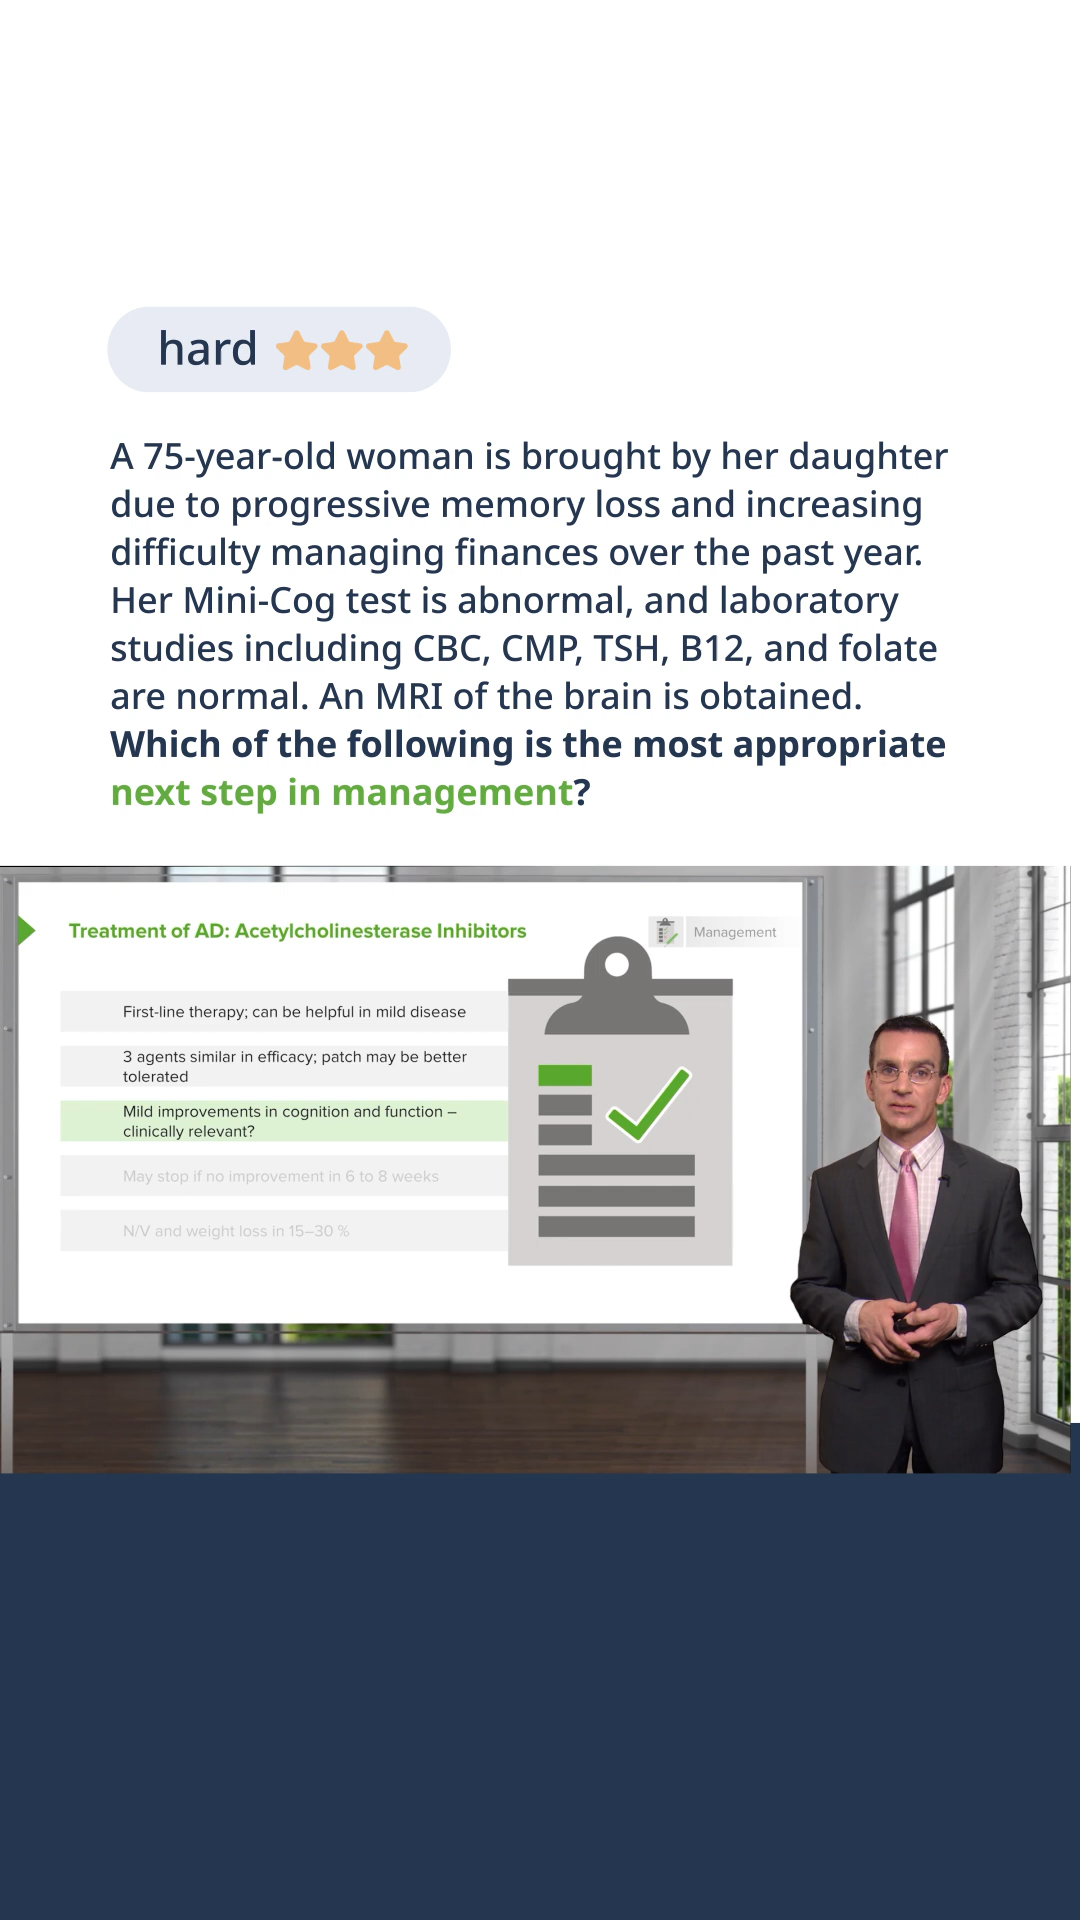 hard
A 75-year-old woman is brought by her daughter
due to progressive memory loss and increasing
difficulty managing finances over the past year.
Her Mini-Cog test is abnormal, and laboratory
studies including CBC, CMP, TSH, B12, and folate
are normal. An MRI of the brain is obtained.
Which of the following is the most appropriate
next step in management?
Treatment of AD: Acetylcholinesterase Inhibitors
Management
First-line therapy; can be helpful in mild disease
3 agents similar in efficacy; patch may be better
tolerated
Mild improvements in cognition and function –
clinically relevant?
May stop if no improvement in 6 to 8 weeks
N/V and weight loss in 15–30 %